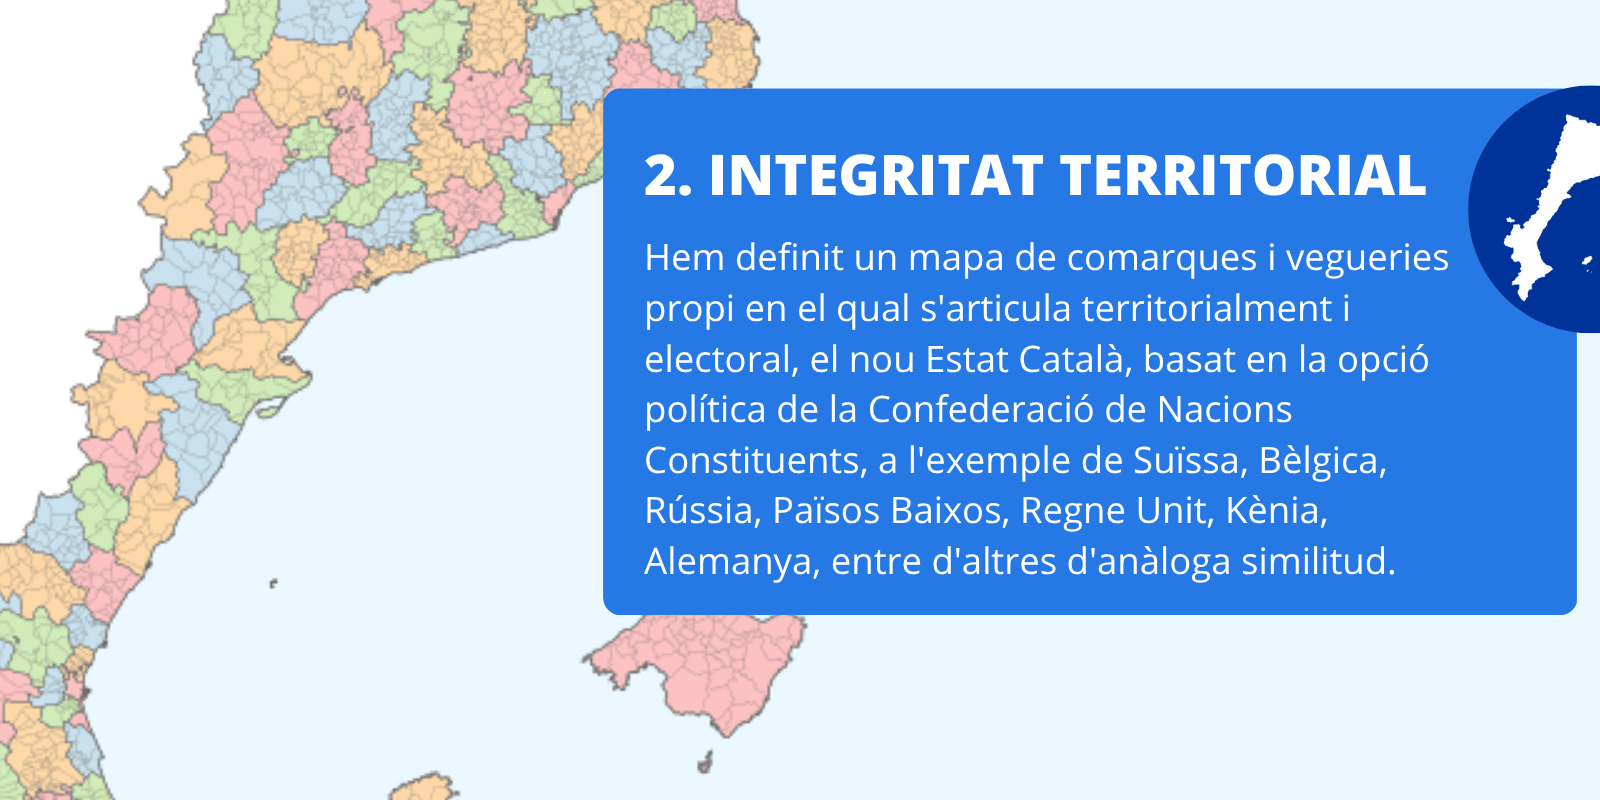 2. INTEGRITAT TERRITORIAL
Hem definit un mapa de comarques i vegueries
propi en el qual s'articula territorialment i
electoral, el nou Estat Català, basat en la opció
política de la Confederació de Nacions
Constituents, a l'exemple de Suïssa, Bèlgica,
Rússia, Països Baixos, Regne Unit, Kènia,
Alemanya, entre d'altres d'anàloga similitud.